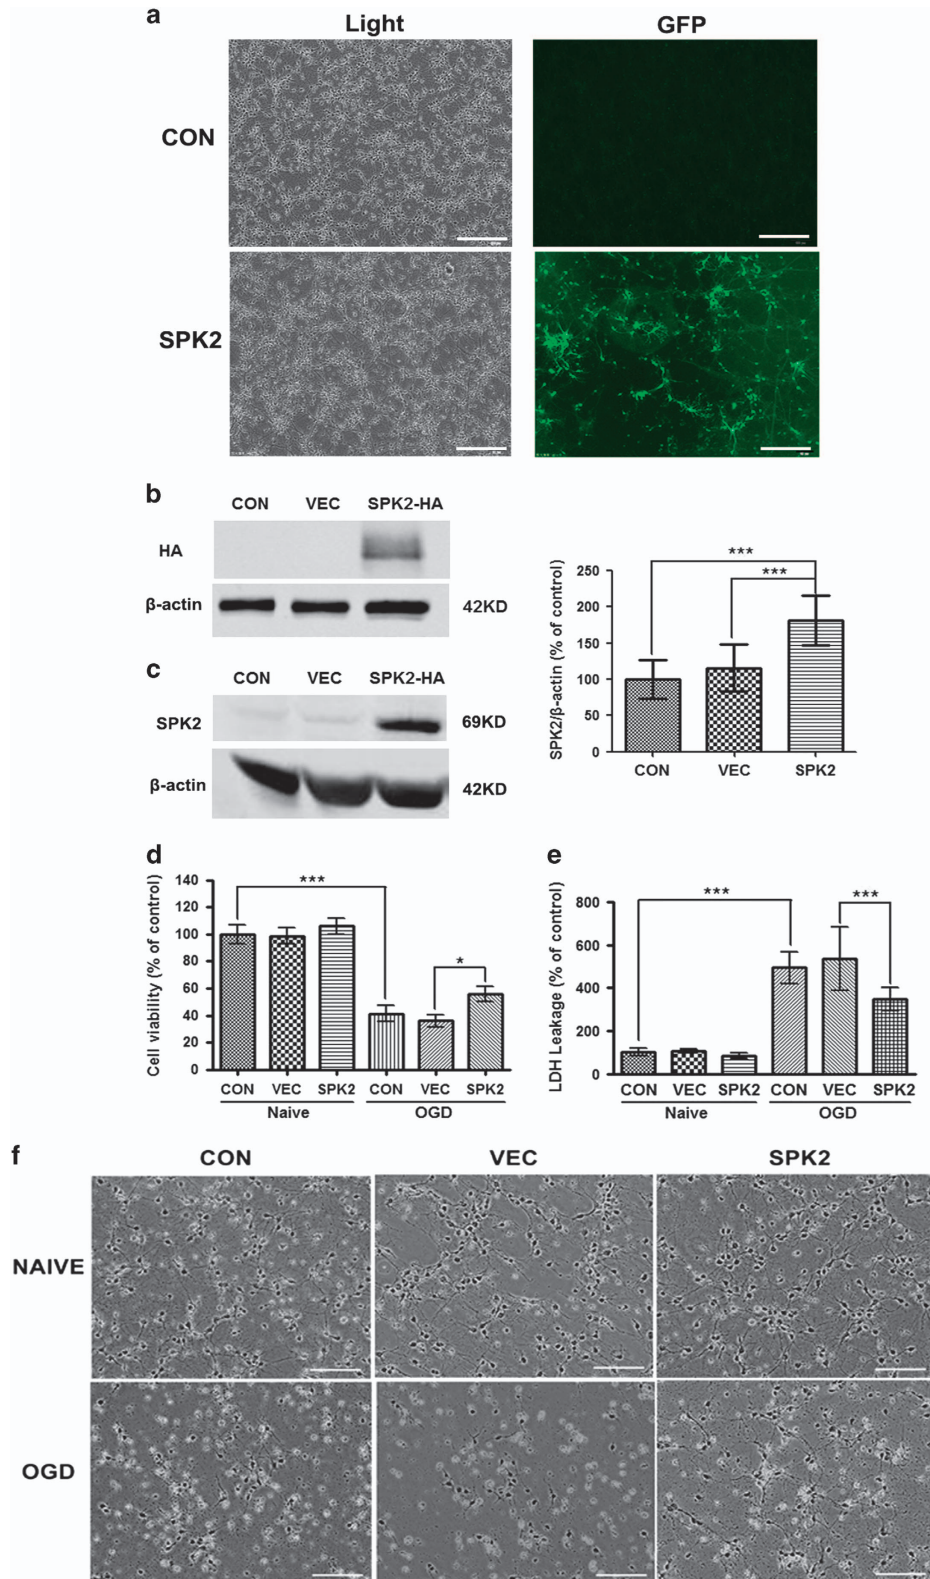 a
Light
GFP
CON
SPK2
b
CON VEC SPK2-HA
HA
β-actin
42KD
c
CON VEC SPK2-HA
SPK2
69KD
β-actin
42KD
SPK2/β-actin (% of control)
250
200
150
100
50
0
***
***
CON VEC SPK2
d
Cell viability (% of control)
140
120
100
80
60
40
20
0
***
*
CON VEC SPK2 CON VEC SPK2
Naive OGD
e
LDH Leakage (% of control)
800
600
400
200
0
***
***
CON VEC SPK2 CON VEC SPK2
Naive OGD
f
CON VEC SPK2
NAIVE
OGD